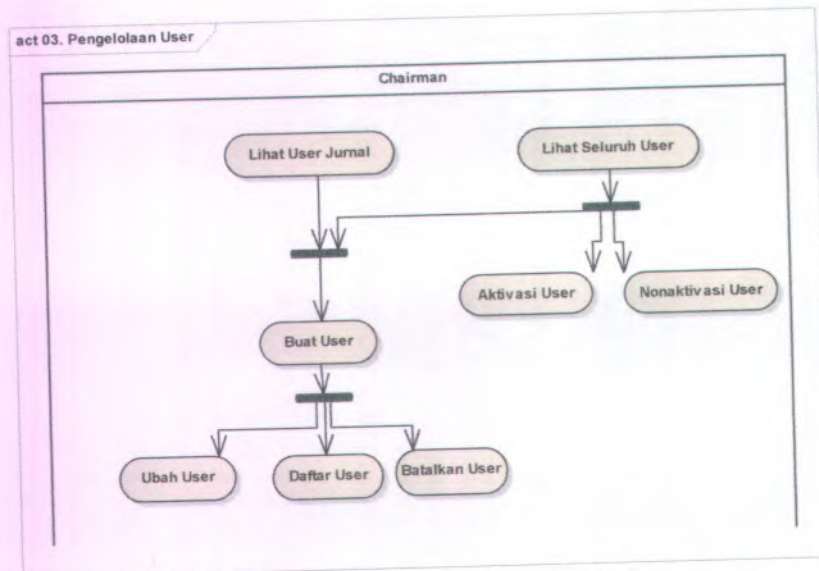 act 03. Pengelolaan User
Chairman
Lihat User Jurnal
Lihat Seluruh User
Aktivasi User
Nonaktivasi User
Buat User
Ubah User
Daftar User
Batalkan User